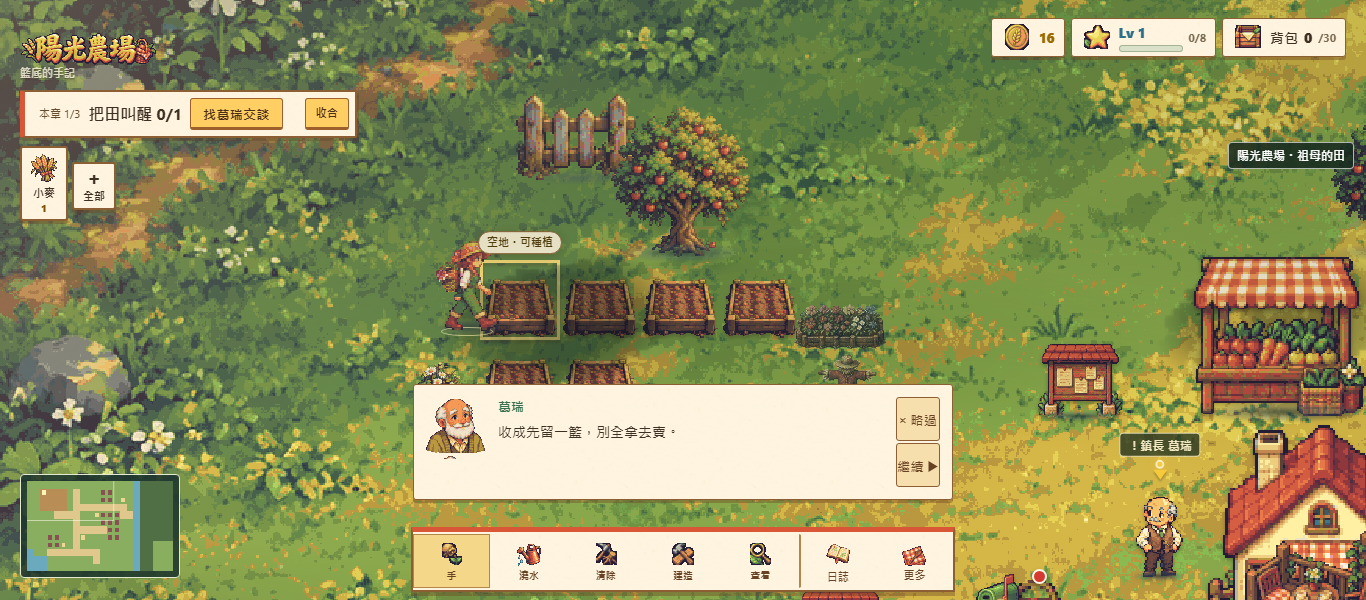 陽光農場
籃底的手記
16
Lv 1
0/8
背包 0 /30
本章 1/3 把田叫醒 0/1 找葛瑞交談 收合
小麥
1
+
全部
陽光農場・祖母的田
空地・可種植
葛瑞
收成先留一籃，別全拿去賣。
× 略過
繼續 ▶
! 鎮長 葛瑞
手
澆水
清除
建造
查看
日誌
更多